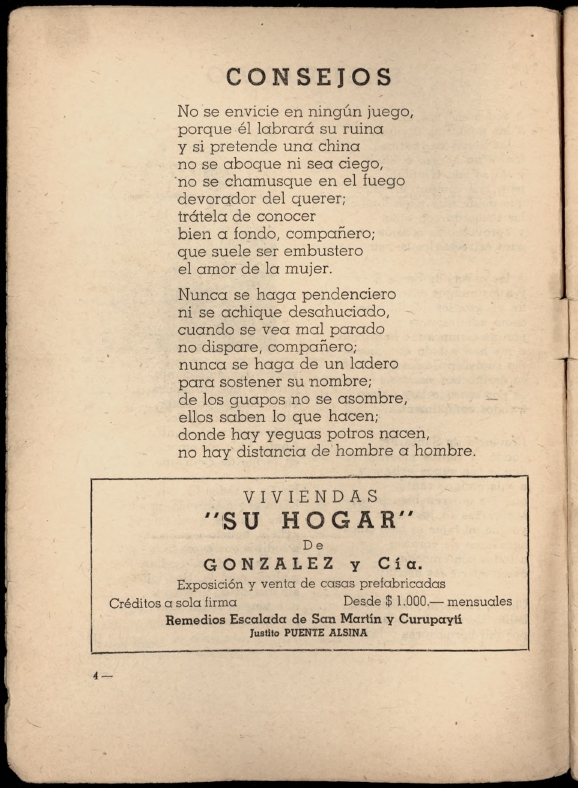 CONSEJOS
No se envicie en ningún juego,
porque él labrará su ruina
y si pretende una china
no se aboque ni sea ciego,
no se chamusque en el fuego
devorador del querer;
trátela de conocer
bien a fondo, compañero;
que suele ser embustero
el amor de la mujer.
Nunca se haga pendenciero
ni se achique desahuciado,
cuando se vea mal parado
no dispare, compañero;
nunca se haga de un ladero
para sostener su nombre;
de los guapos no se asombre,
ellos saben lo que hacen;
donde hay yeguas potros nacen,
no hay distancia de hombre a hombre.
VIVIENDAS
"SU HOGAR"
De
GONZALEZ y Cía.
Exposición y venta de casas prefabricadas
Créditos a sola firma Desde $ 1.000.— mensuales
Remedios Escalada de San Martín y Curupaytí
Justito PUENTE ALSINA
4 —